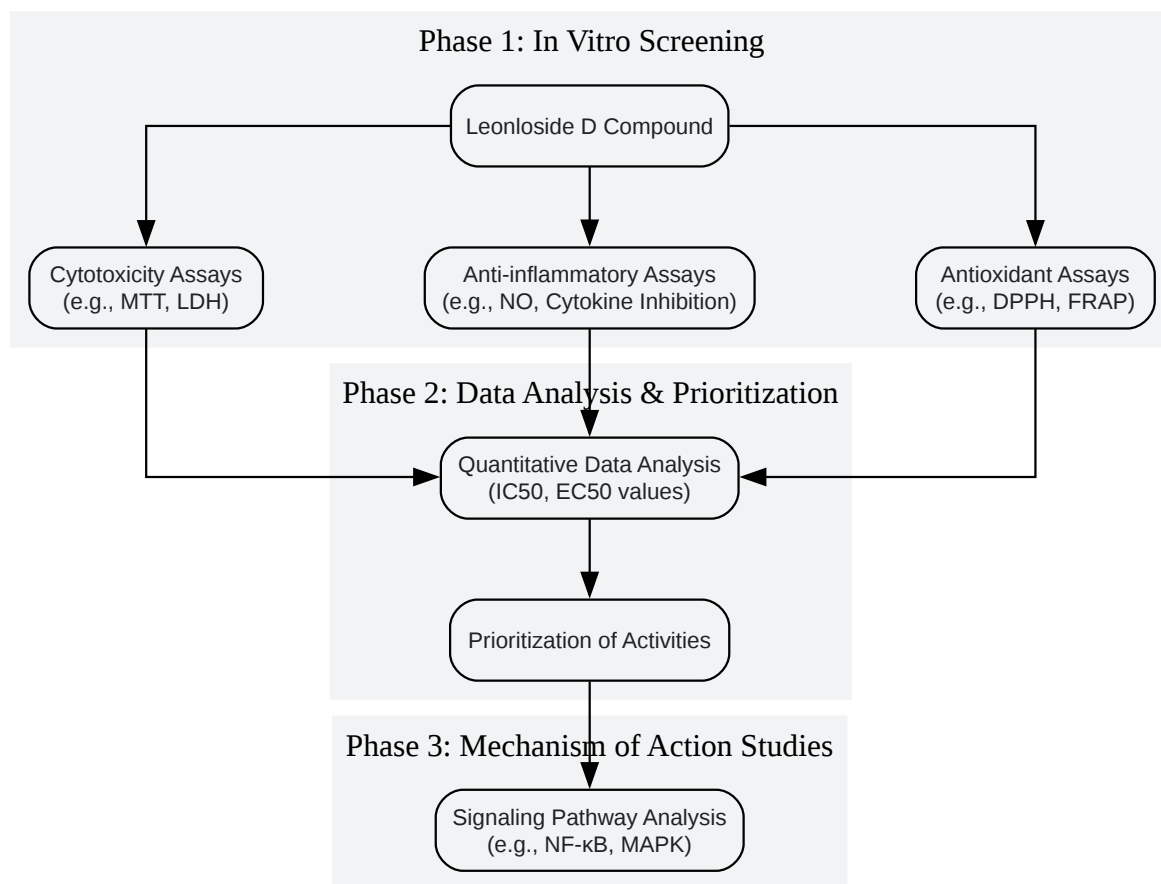 Phase 1: In Vitro Screening
Leonloside D Compound
Cytotoxicity Assays
(e.g., MTT, LDH)
Anti-inflammatory Assays
(e.g., NO, Cytokine Inhibition)
Antioxidant Assays
(e.g., DPPH, FRAP)
Phase 2: Data Analysis & Prioritization
Quantitative Data Analysis
(IC50, EC50 values)
Prioritization of Activities
Phase 3: Mechanism of Action Studies
Signaling Pathway Analysis
(e.g., NF-κB, MAPK)